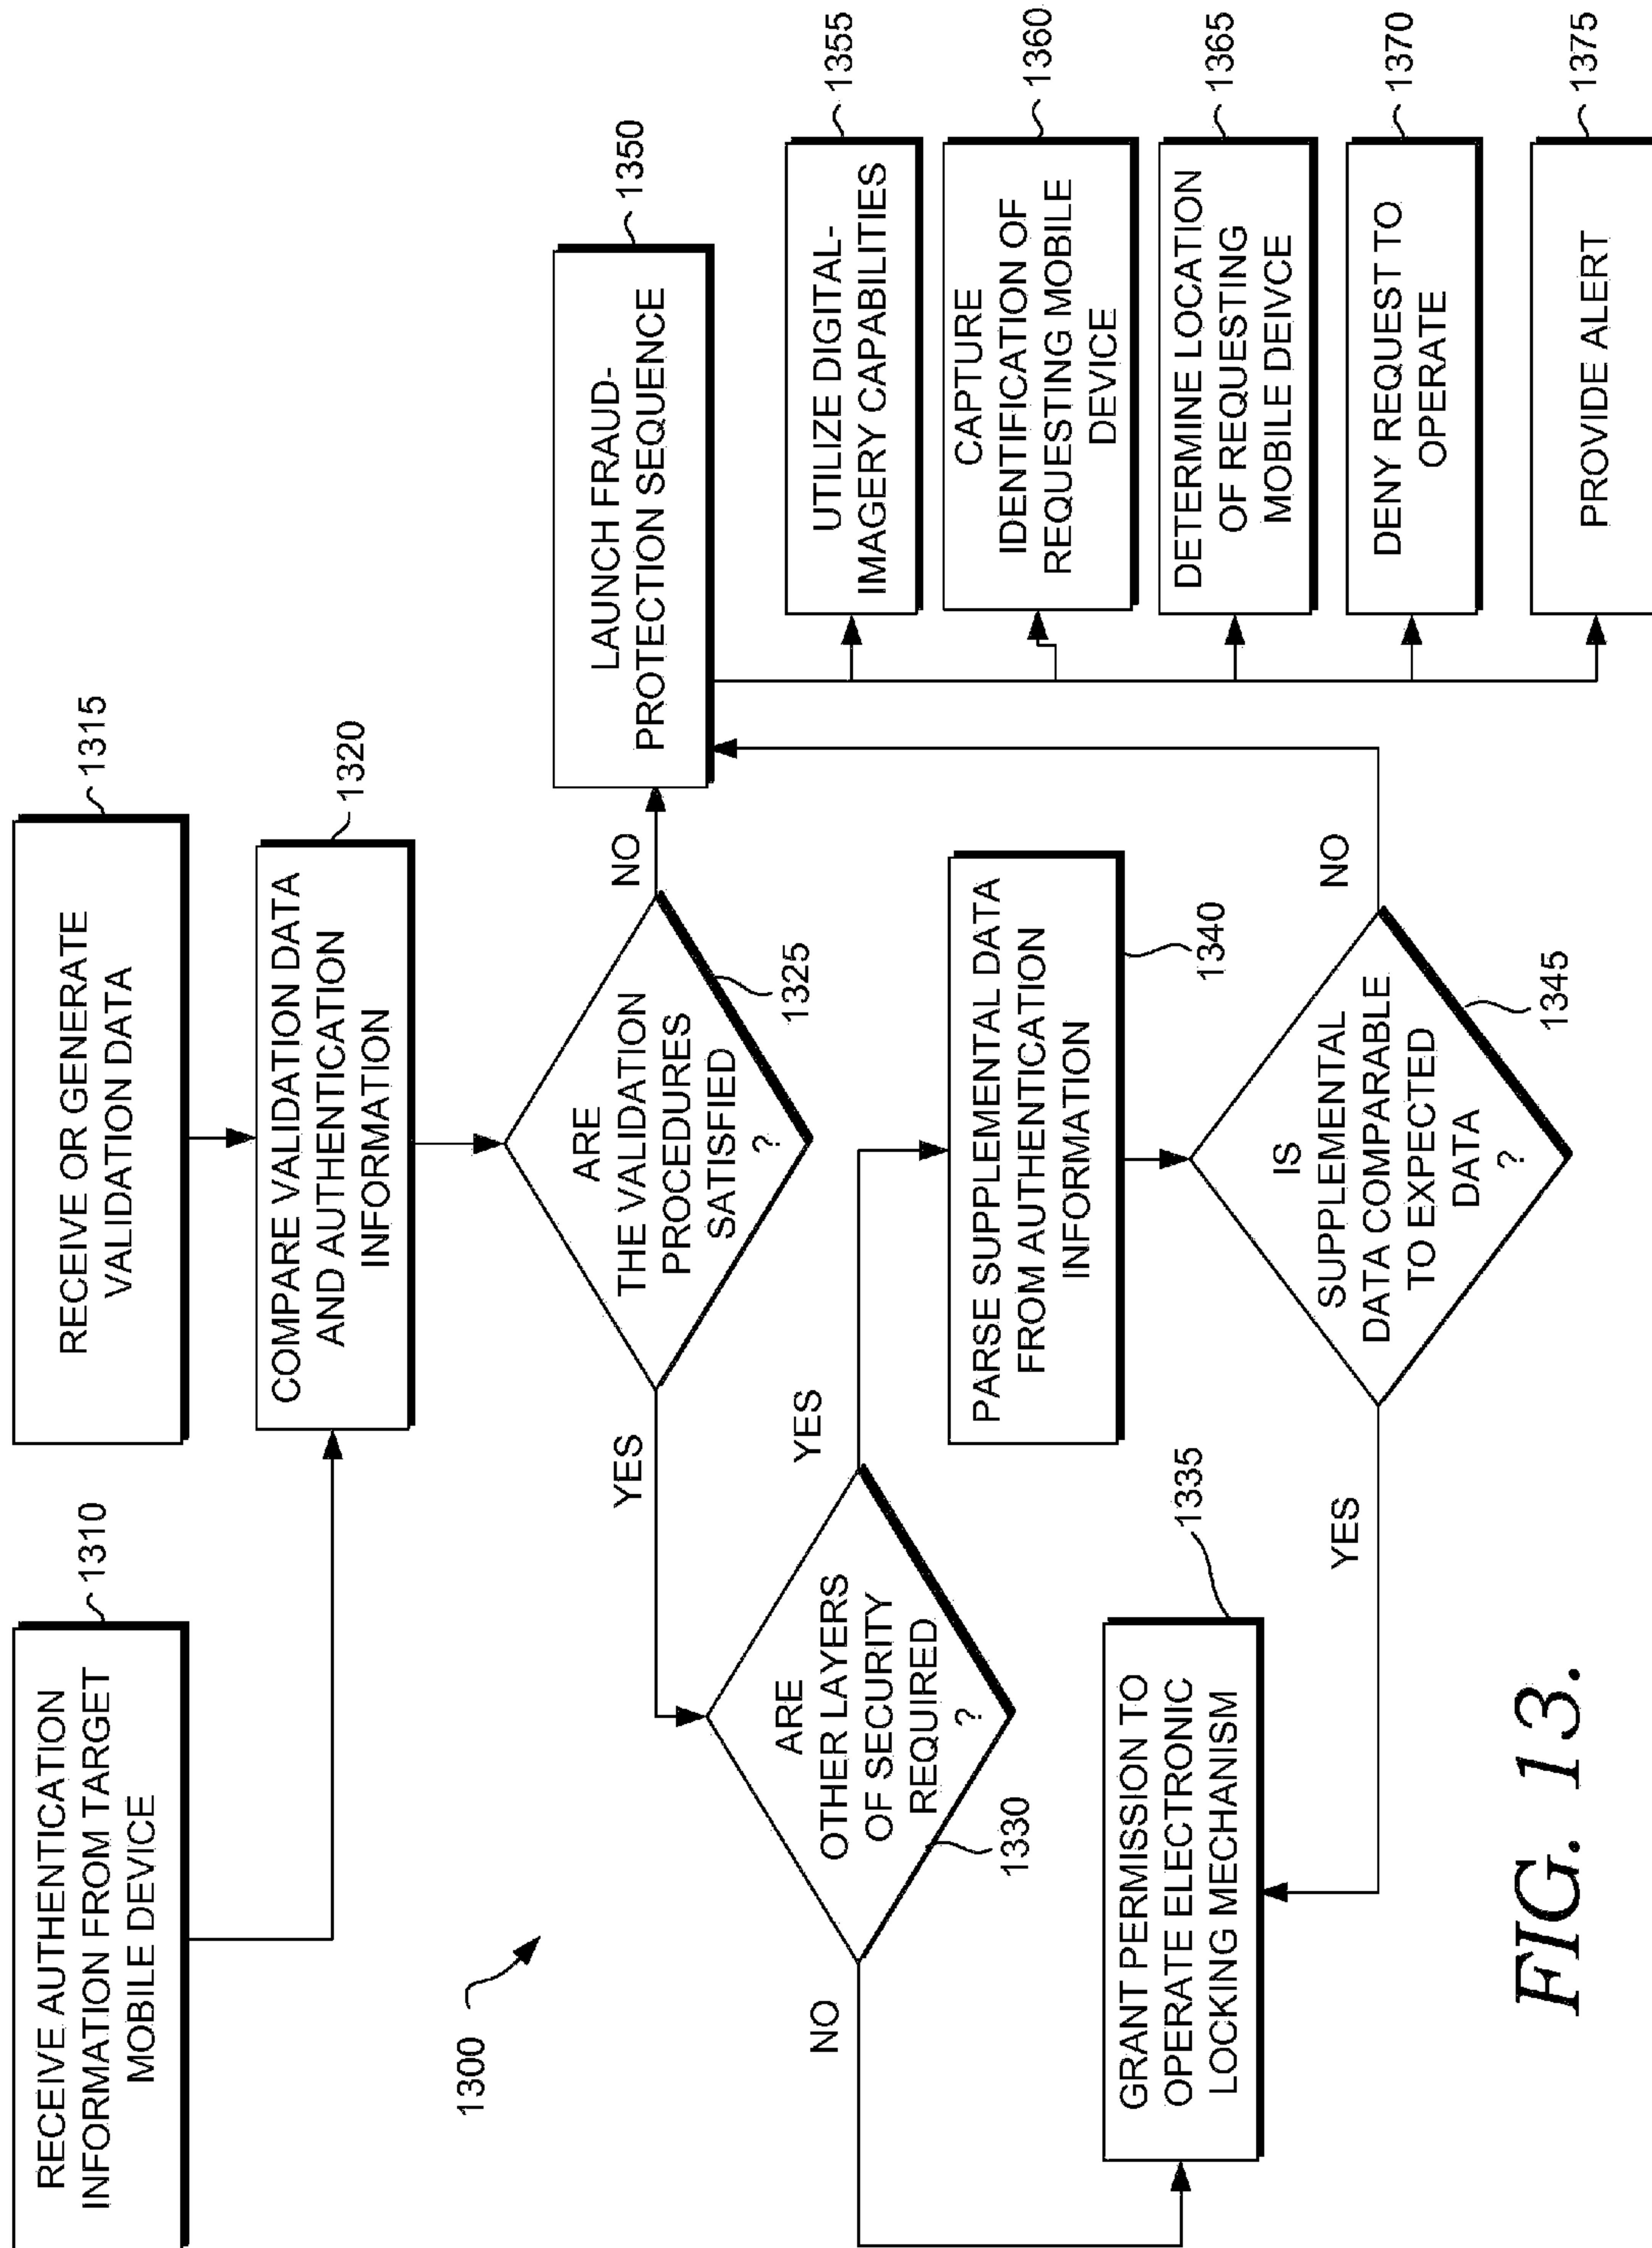 RECEIVE AUTHENTICATION
INFORMATION FROM TARGET
MOBILE DEVICE
1310
RECEIVE OR GENERATE
VALIDATION DATA
1315
COMPARE VALIDATION DATA
AND AUTHENTICATION
INFORMATION
1320
1300
ARE
THE VALIDATION
PROCEDURES
SATISFIED
?
1325
YES
NO
LAUNCH FRAUD-
PROTECTION SEQUENCE
1350
ARE
OTHER LAYERS
OF SECURITY
REQUIRED
?
1330
NO
YES
PARSE SUPPLEMENTAL DATA
FROM AUTHENTICATION
INFORMATION
1340
GRANT PERMISSION TO
OPERATE ELECTRONIC
LOCKING MECHANISM
1335
IS
SUPPLEMENTAL
DATA COMPARABLE
TO EXPECTED
DATA
?
1345
YES
NO
UTILIZE DIGITAL-
IMAGERY CAPABILITIES
1355
CAPTURE
IDENTIFICATION OF
REQUESTING MOBILE
DEVICE
1360
DETERMINE LOCATION
OF REQUESTING
MOBILE DEIVCE
1365
DENY REQUEST TO
OPERATE
1370
PROVIDE ALERT
1375
FIG. 13.